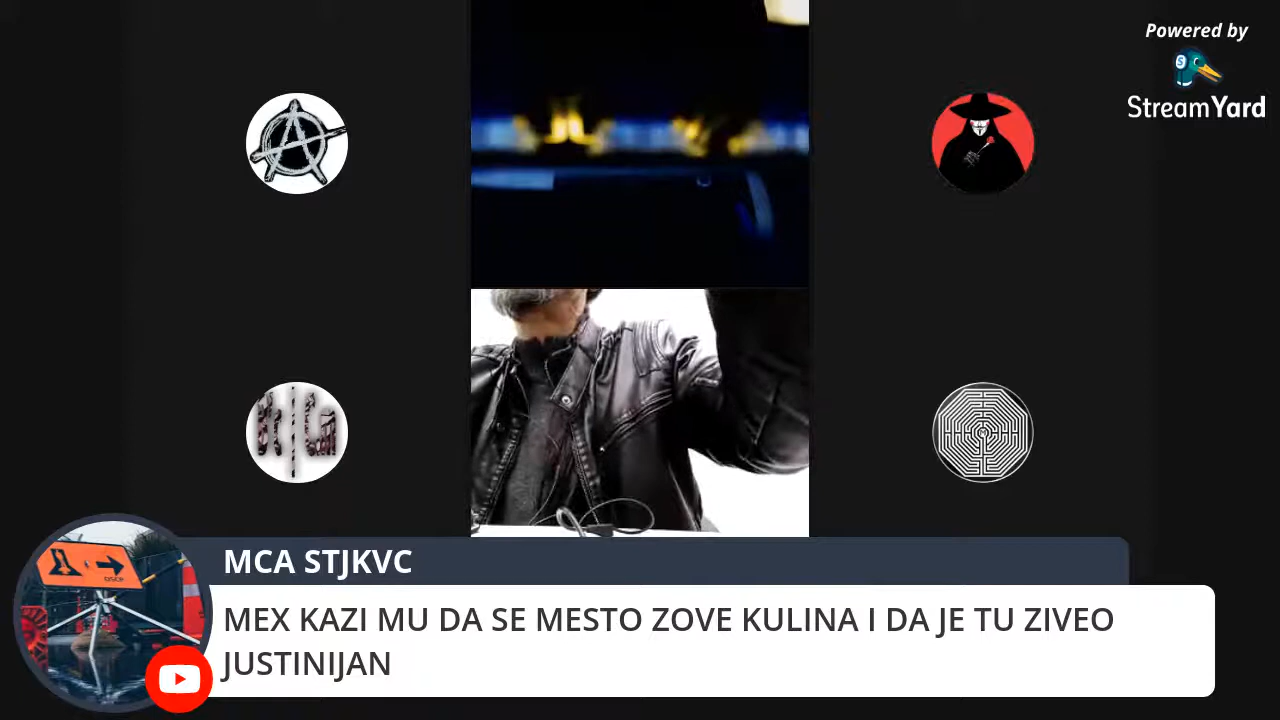 Powered by
StreamYard
MCA STJKVC
MEX KAZI MU DA SE MESTO ZOVE KULINA I DA JE TU ZIVEO
JUSTINIJAN